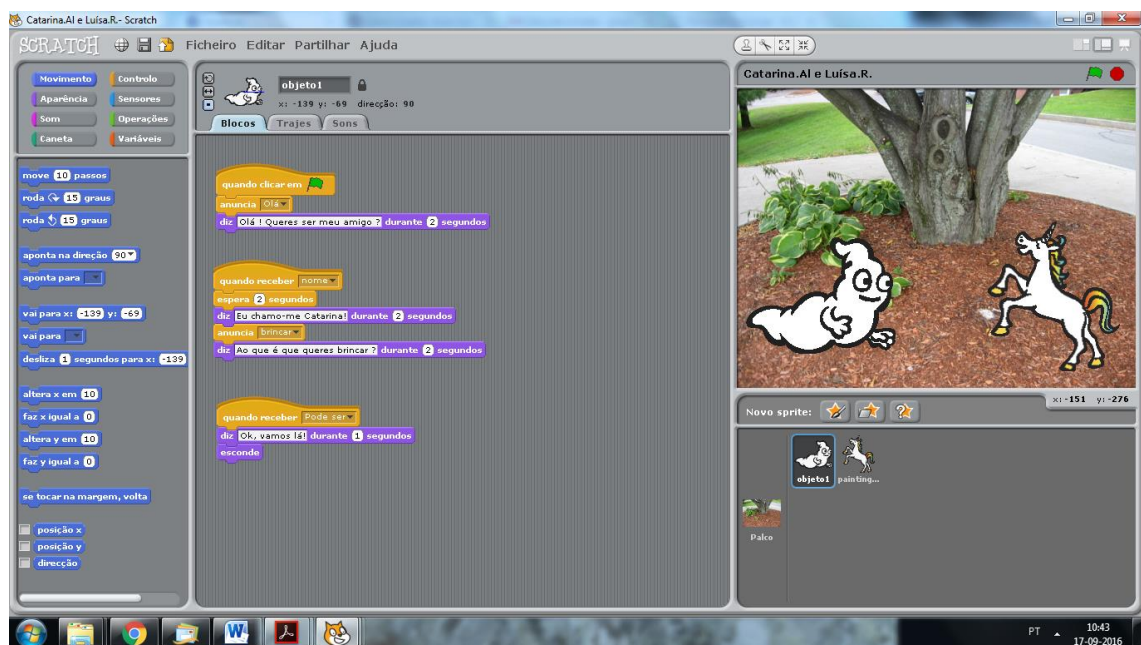 Catarina.Al e Luísa.R.- Scratch
SCRATCH Ficheiro Editar Partilhar Ajuda
Movimento Controlo
Aparência Sensores
Som Operações
Caneta Variáveis
move 10 passos
roda 15 graus
roda 15 graus
aponta na direção 90
aponta para
vai para x: -139 y: -69
vai para
desliza 1 segundos para x: -139
altera x em 10
faz x igual a 0
altera y em 10
faz y igual a 0
se tocar na margem, volta
posição x
posição y
direcção
objeto1
x: -139 y: -69 direcção: 90
Blocos Trajes Sons
quando clicar em
anuncia Olá
diz Olá ! Queres ser meu amigo ? durante 2 segundos
quando receber nome
espera 2 segundos
diz Eu chamo-me Catarina! durante 2 segundos
anuncia brincar
diz Ao que é que queres brincar ? durante 2 segundos
quando receber Pode ser
diz Ok, vamos lá! durante 1 segundos
esconde
Catarina.Al e Luísa.R.
x: -151 y: -276
Novo sprite:
objeto1 painting...
Palco
PT 10:43
17-09-2016